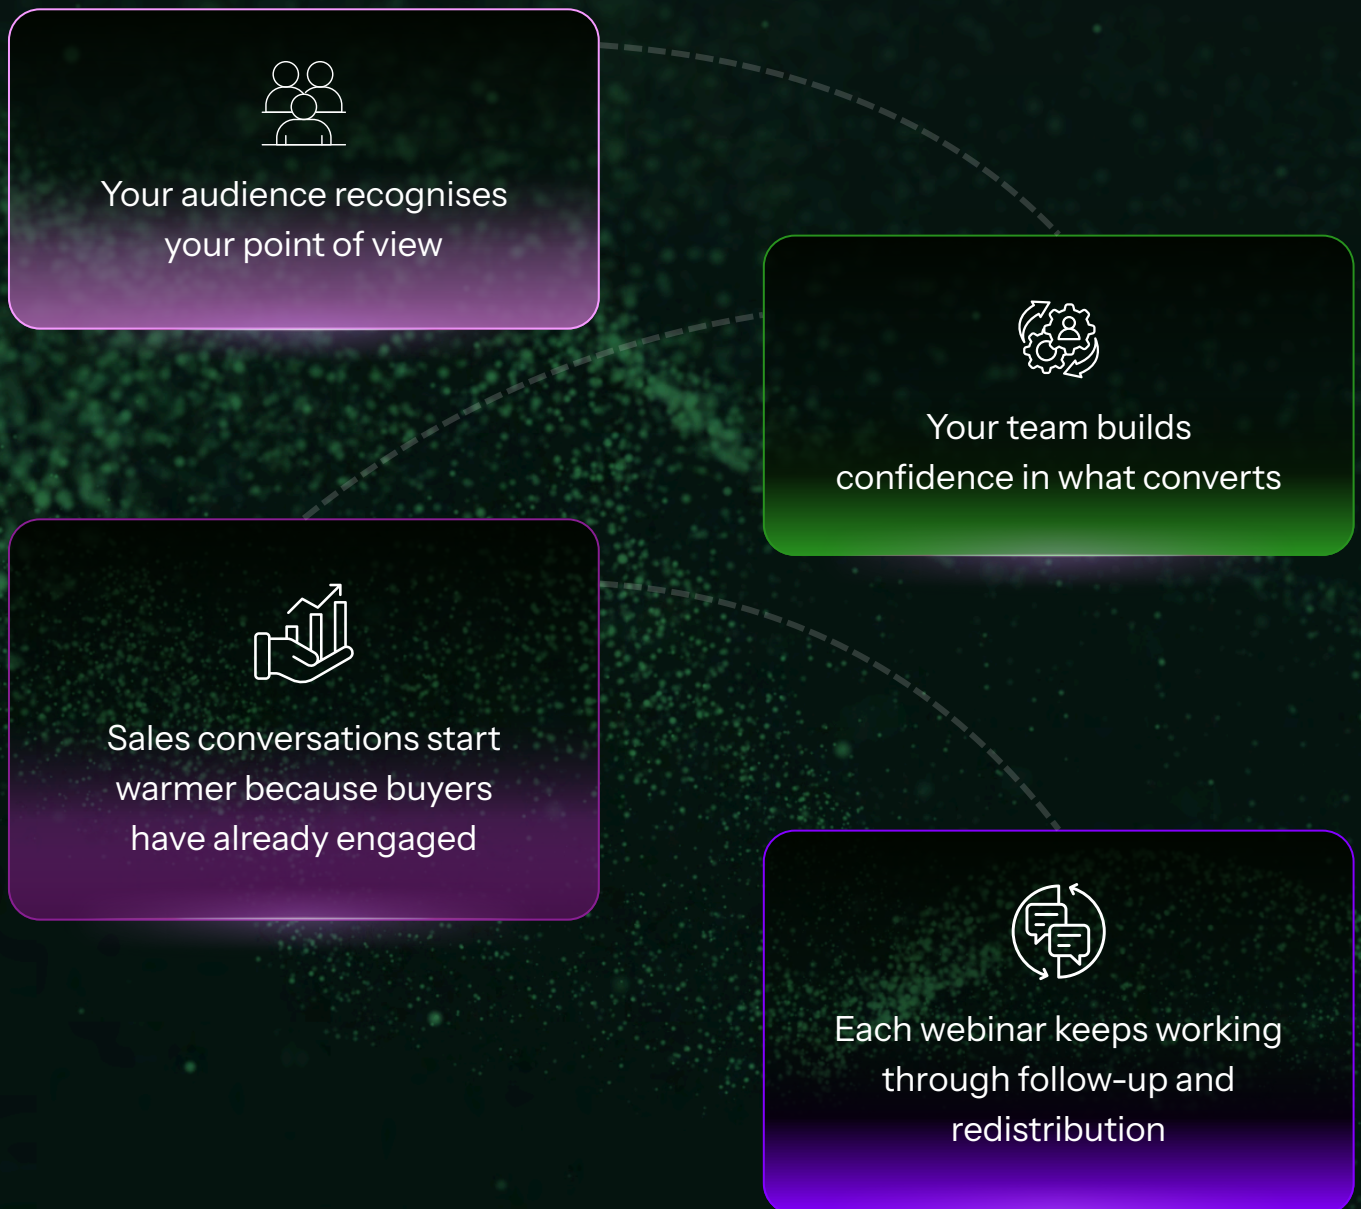 Your audience recognises
your point of view
Your team builds
confidence in what converts
Sales conversations start
warmer because buyers
have already engaged
Each webinar keeps working
through follow-up and
redistribution